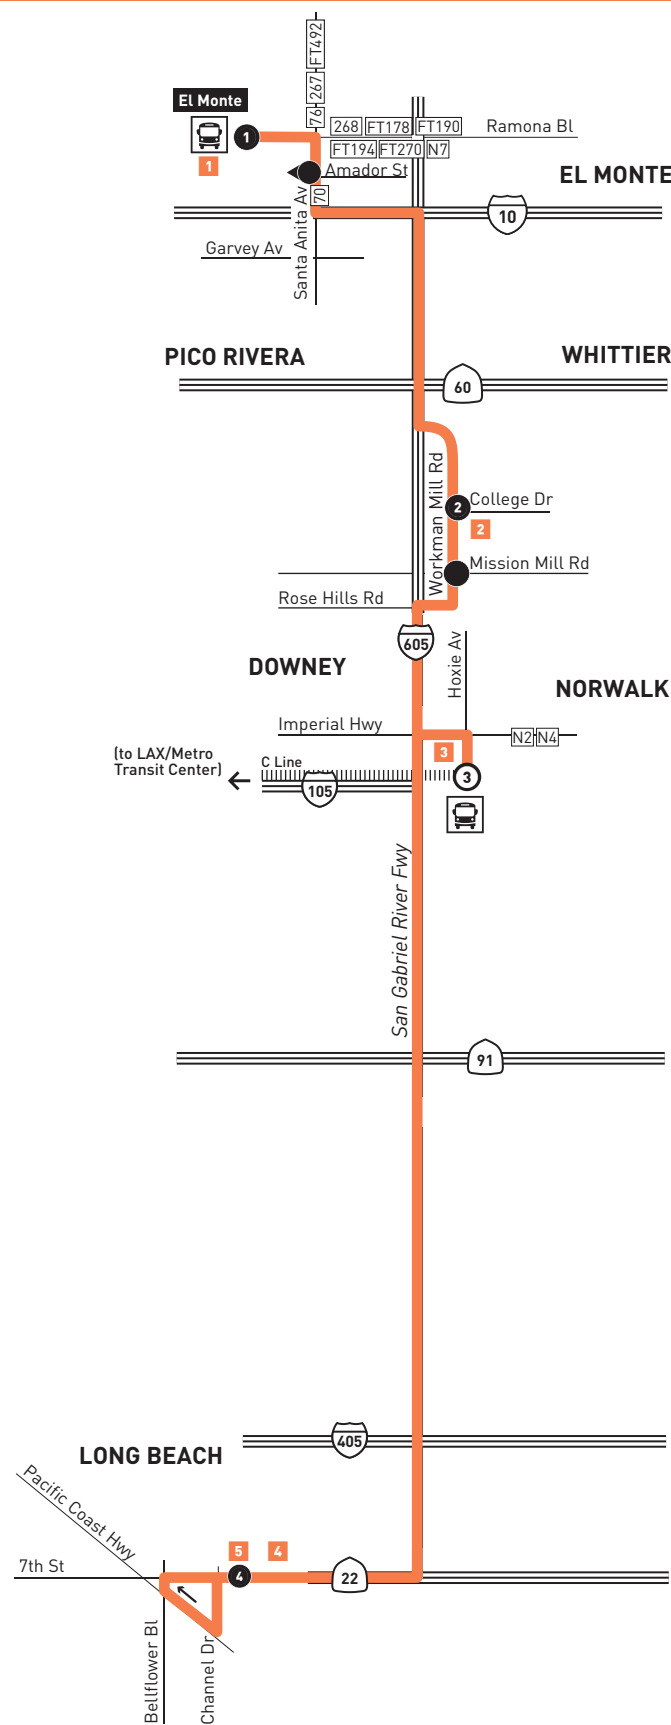 76 267 FT492
El Monte
1
1
268 FT178 FT190
Ramona Bl
FT194 FT270 N7
Amador St
EL MONTE
70
Santa Anita Av
10
Garvey Av
PICO RIVERA
WHITTIER
60
Workman Mill Rd
2
College Dr
2
Mission Mill Rd
Rose Hills Rd
605
Hoxie Av
DOWNEY
NORWALK
Imperial Hwy
N2 N4
3
(to LAX/Metro
Transit Center)
C Line
3
105
San Gabriel River Fwy
91
405
LONG BEACH
Pacific Coast Hwy
5
4
7th St
4
22
Bellflower Bl
Channel Dr